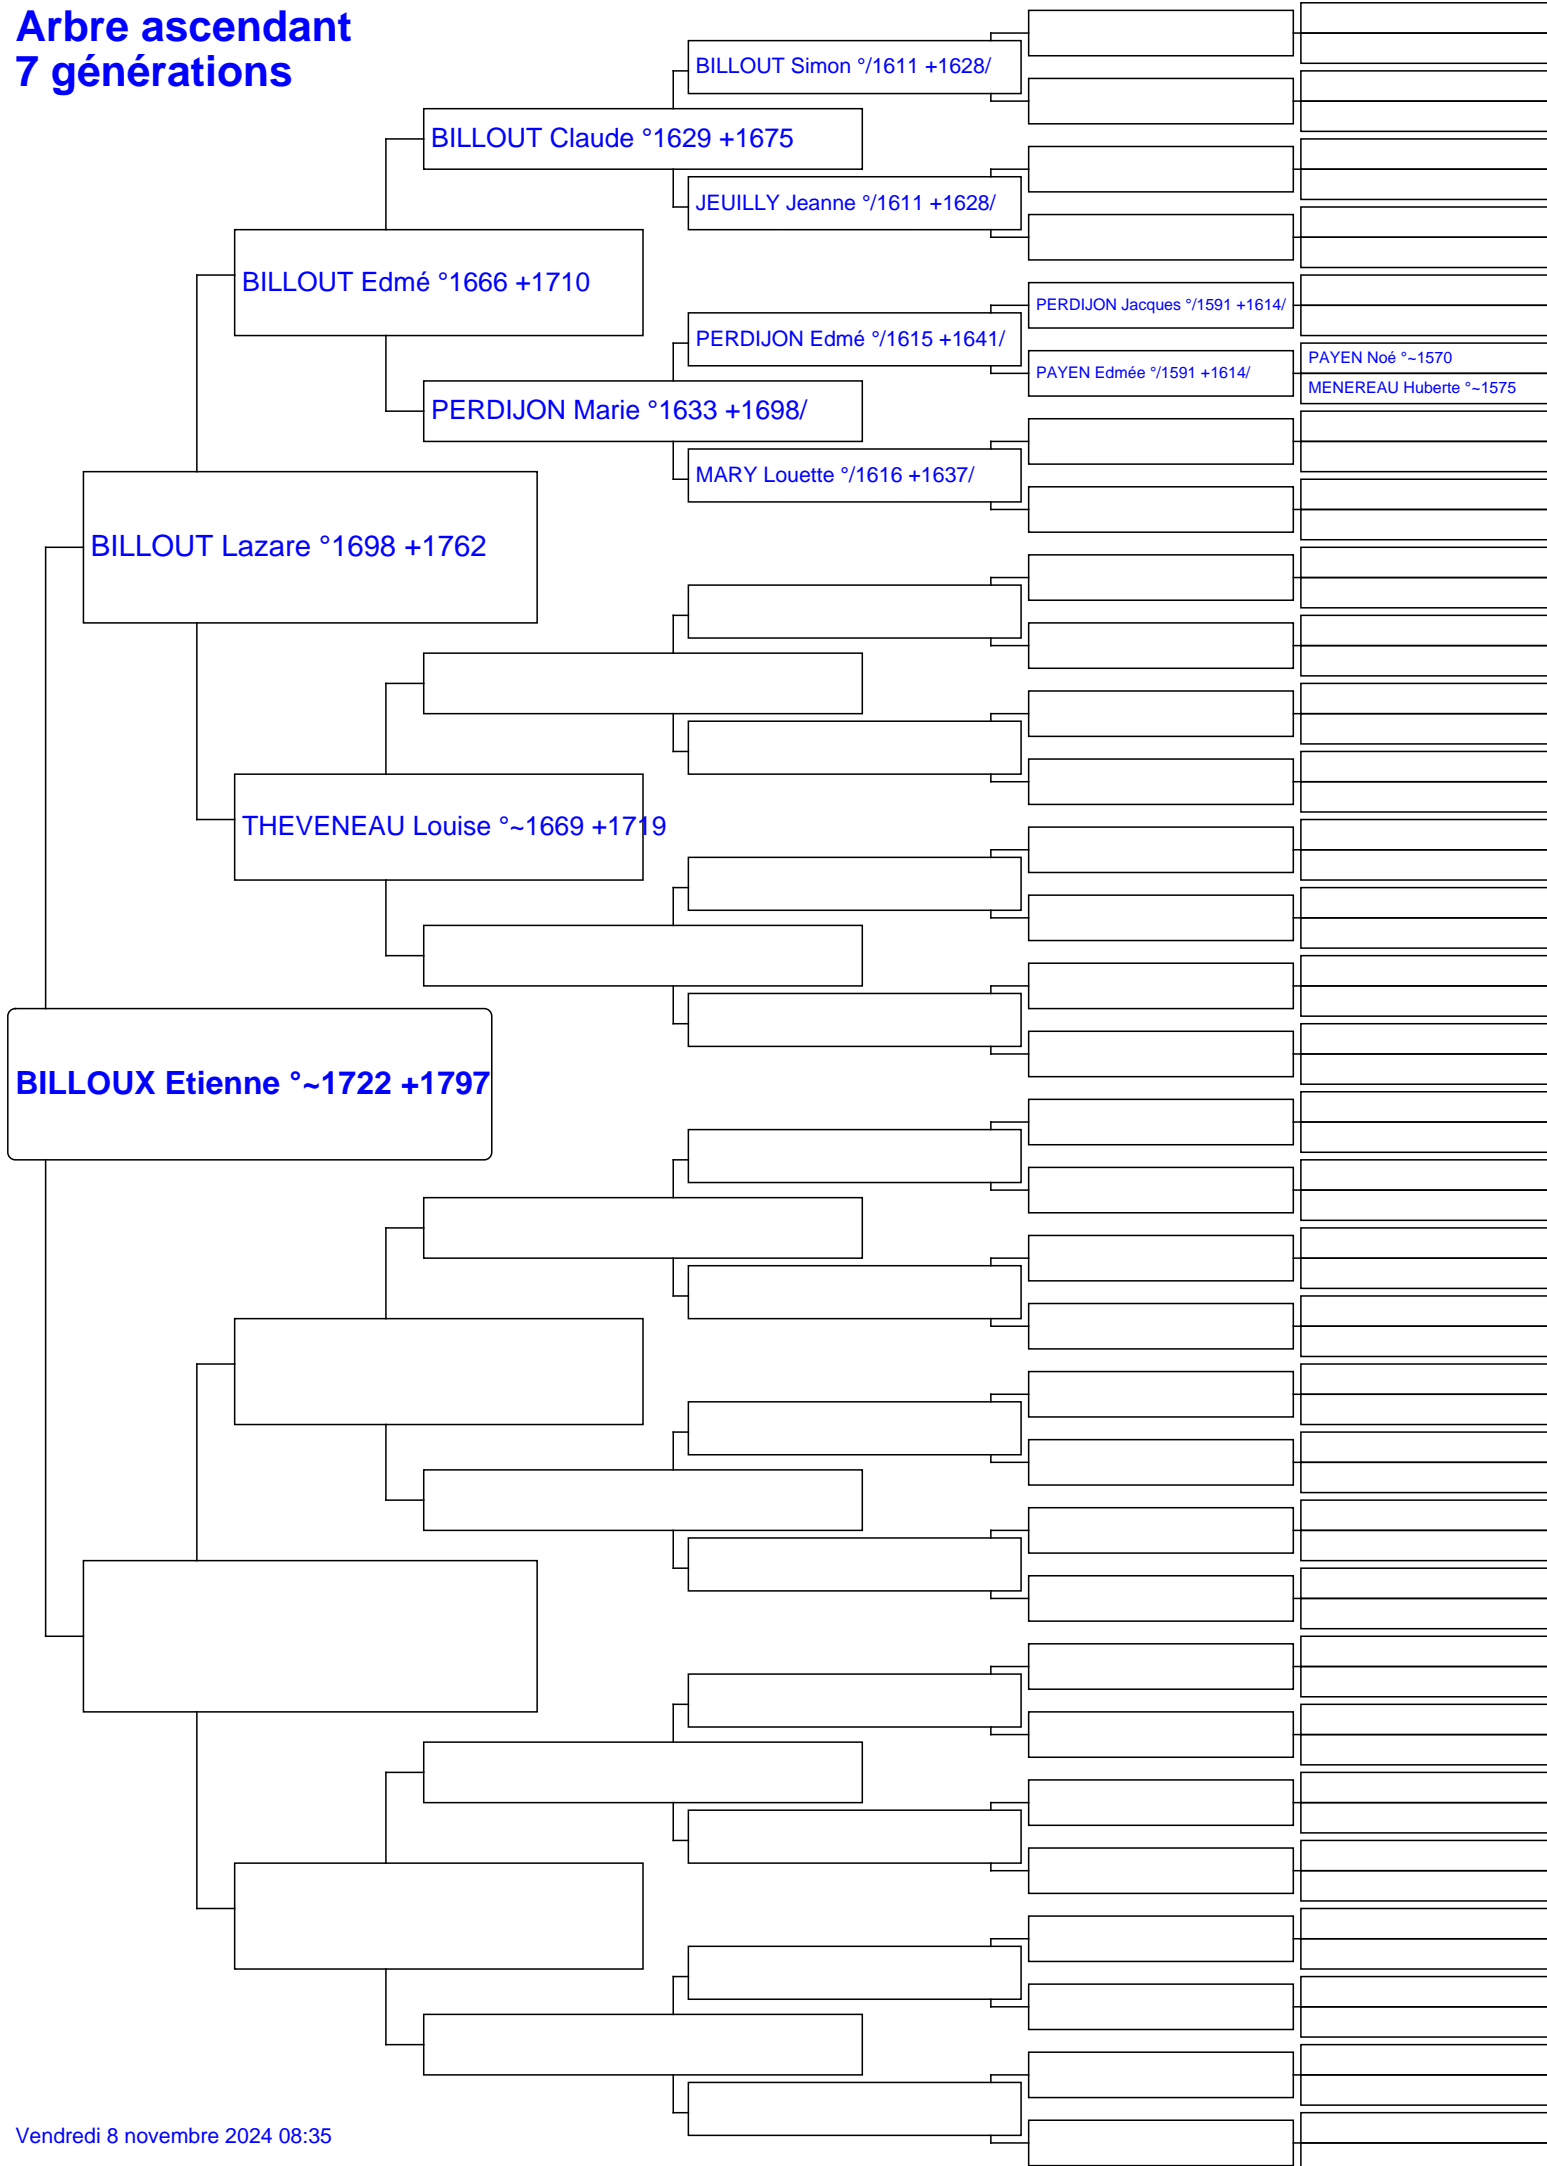 Arbre ascendant
7 générations
BILLOUT Simon °/1611 +1628/
BILLOUT Claude °1629 +1675
JEUILLY Jeanne °/1611 +1628/
BILLOUT Edmé °1666 +1710
PERDIJON Jacques °/1591 +1614/
PERDIJON Edmé °/1615 +1641/
PAYEN Noé °~1570
PAYEN Edmée °/1591 +1614/
MENEREAU Huberte °~1575
PERDIJON Marie °1633 +1698/
MARY Louette °/1616 +1637/
BILLOUT Lazare °1698 +1762
THEVENEAU Louise °~1669 +1719
BILLOUX Etienne °~1722 +1797
Vendredi 8 novembre 2024 08:35